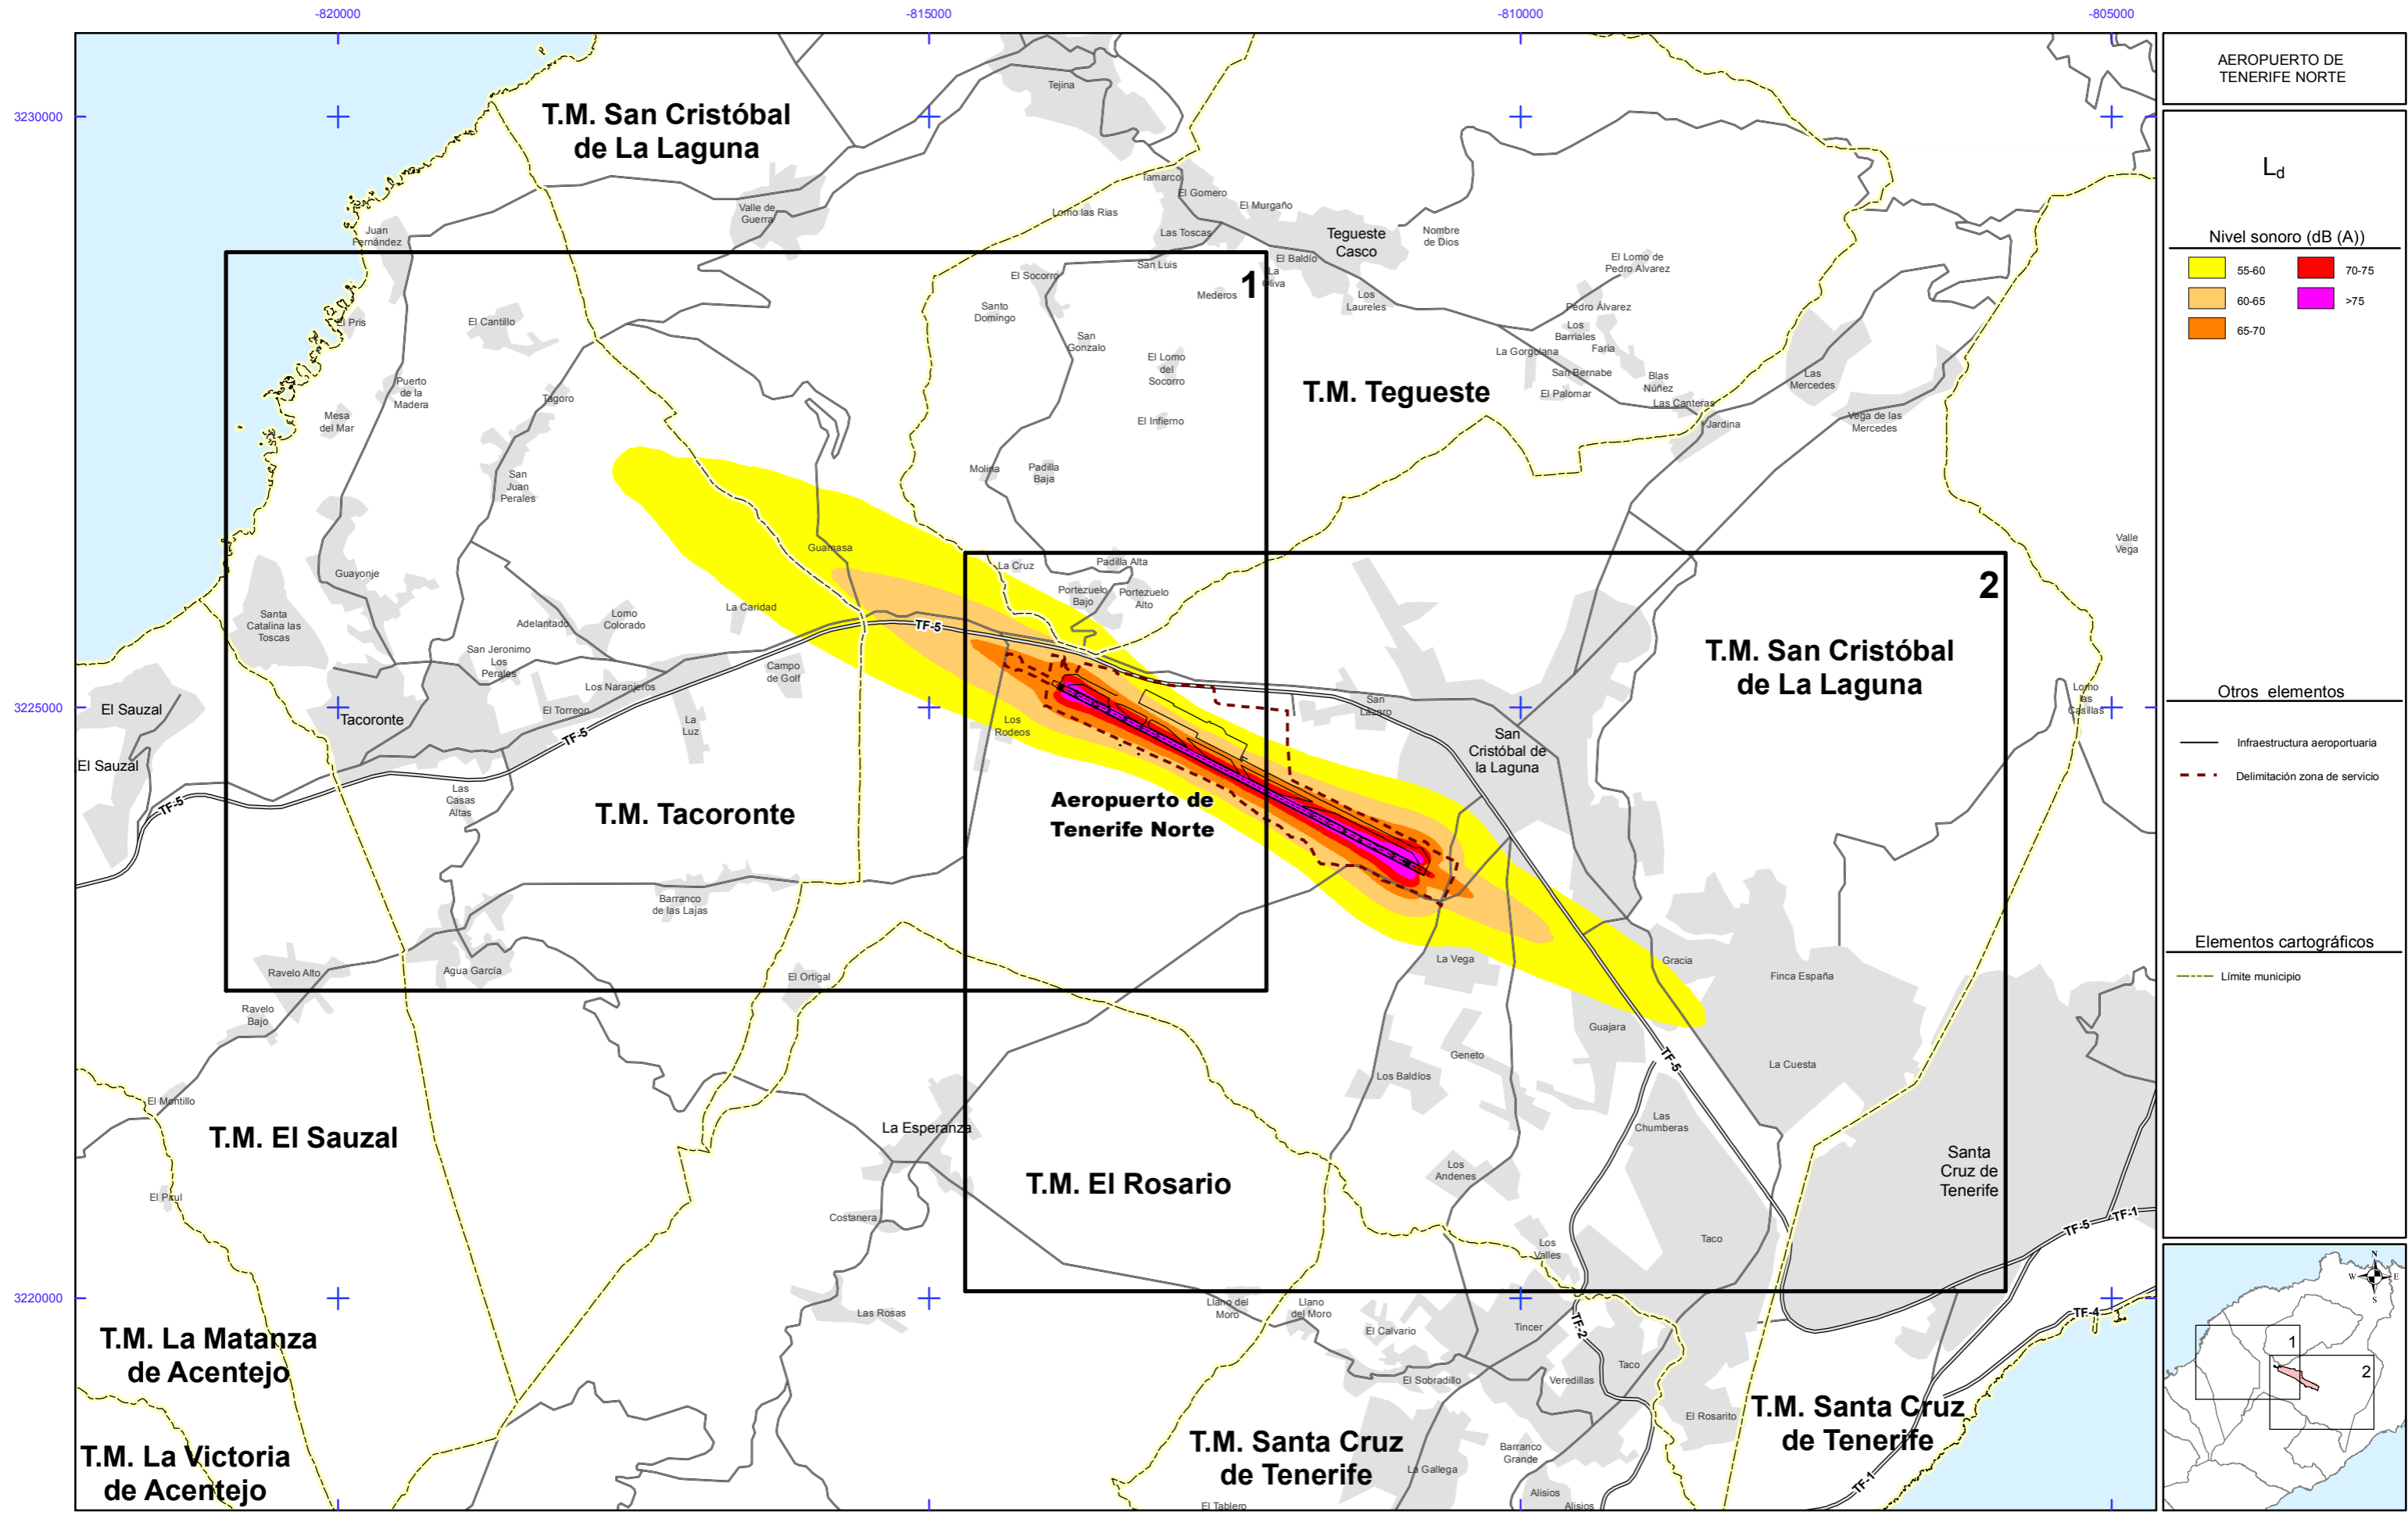 -820000
-815000
-810000
-805000
3230000
3225000
3220000
AEROPUERTO DE
TENERIFE NORTE
Ld
Nivel sonoro (dB (A))
55-60
70-75
60-65
>75
65-70
Otros elementos
Infraestructura aeroportuaria
Delimitación zona de servicio
Elementos cartográficos
Límite municipio
N
W
E
S
1
2
T.M. San Cristóbal
de La Laguna
Tejina
Tamarco
El Gomero
Lomo las Rias
El Murgaño
Las Toscas
Valle de
Guerra
Juan
Fernández
Tegueste
Casco
Nombre
de Dios
El Baldío
San Luis
La
Oliva
Mederos
1
El Socorro
Santo
Domingo
San
Gonzalo
El Lomo
del
Socorro
El Infierno
Los
Laureles
El Lomo de
Pedro Alvarez
Pedro Álvarez
Los
Barriales
Faria
La Gorgolana
San Bernabe
El Palomar
Blas
Núñez
Las Canteras
Jardina
Las
Mercedes
Vega de las
Mercedes
T.M. Tegueste
El Pris
El Cantillo
Puerto
de la
Madera
Mesa
del Mar
Tagoro
San
Juan
Perales
Molina
Padilla
Baja
Guamasa
La Cruz
Padilla Alta
Portezuelo
Bajo
Portezuelo
Alto
Valle
Vega
2
Guayonje
Santa
Catalina las
Toscas
La Caridad
Lomo
Colorado
Adelantado
San Jeronimo
Los
Perales
Los Naranjeros
Campo
de Golf
El Torreon
La
Luz
TF-5
TF-5
TF-5
Tacoronte
El Sauzal
El Sauzal
Las
Casas
Altas
T.M. Tacoronte
Los
Rodeos
Aeropuerto de
Tenerife Norte
San
Lázaro
San
Cristóbal de
la Laguna
T.M. San Cristóbal
de La Laguna
Lomo
las
Casillas
Barranco
de las Lajas
Ravelo Alto
Agua García
El Ortigal
Ravelo
Bajo
La Vega
Gracia
Finca España
Guajara
Geneto
Los Baldíos
La Cuesta
TF-5
Las
Chumberas
El Montillo
T.M. El Sauzal
La Esperanza
El Pirul
Costanera
Las Rosas
T.M. El Rosario
Los
Andenes
Los
Valles
Taco
Santa
Cruz de
Tenerife
TF-5
TF-1
TF-4
TF-2
TF-1
Llano del
Moro
Llano
del Moro
El Calvario
Tincer
Taco
El Sobradillo
Veredillas
El Rosarito
Barranco
Grande
La Gallega
Alisios
Alisios
El Tablero
T.M. La Matanza
de Acentejo
T.M. La Victoria
de Acentejo
T.M. Santa Cruz
de Tenerife
T.M. Santa Cruz
de Tenerife